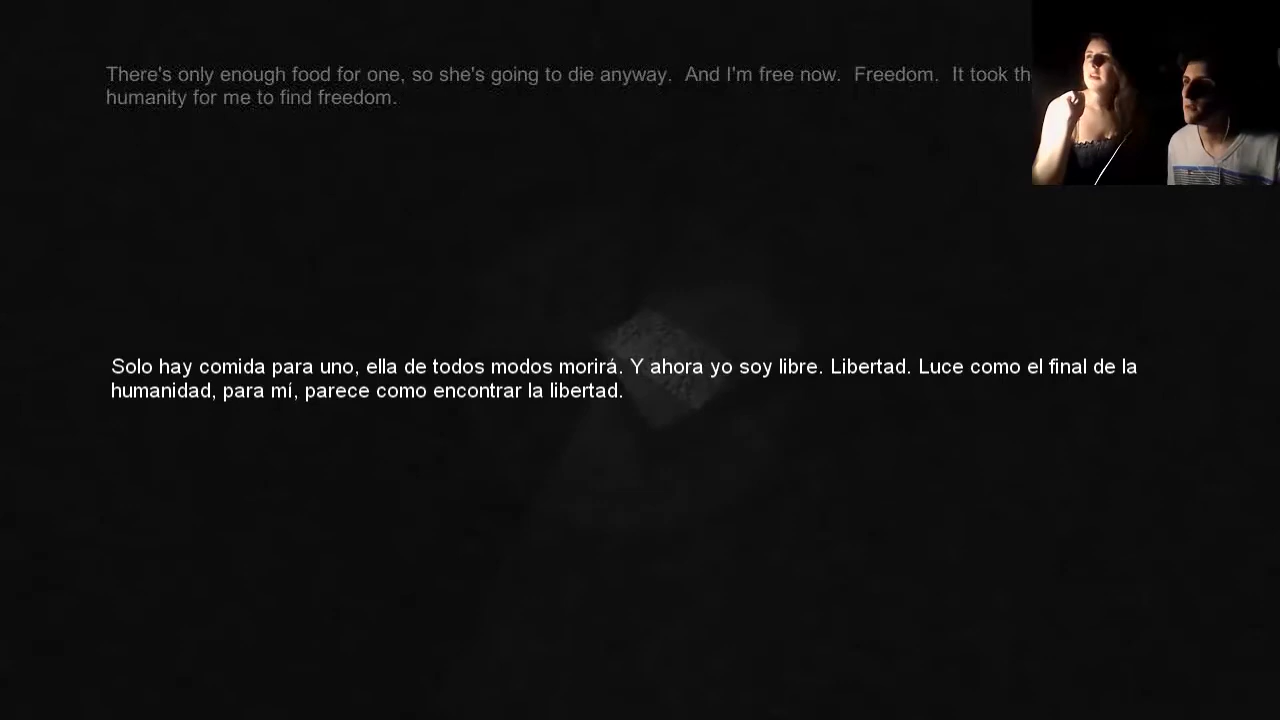 There's only enough food for one, so she's going to die anyway.  And I'm free now.  Freedom.  It took th
humanity for me to find freedom.
Solo hay comida para uno, ella de todos modos morirá. Y ahora yo soy libre. Libertad. Luce como el final de la
humanidad, para mí, parece como encontrar la libertad.